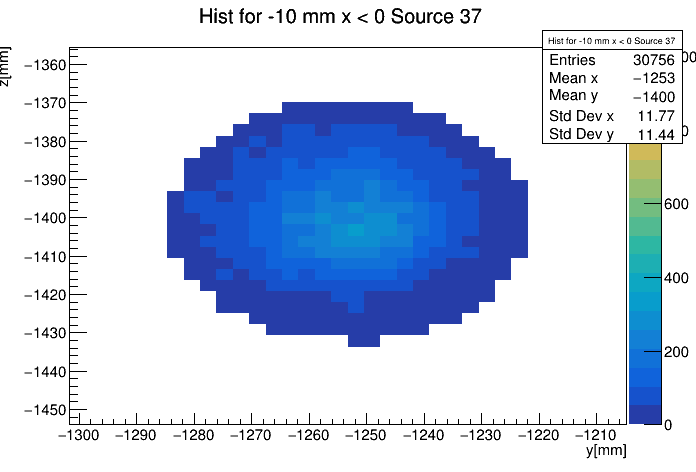 Hist for -10 mm x < 0 Source 37
Hist for -10 mm x < 0 Source 37
Entries 30756
Mean x −1253
Mean y −1400
Std Dev x 11.77
Std Dev y 11.44
z[mm]
−1360
−1370
−1380
−1390
−1400
−1410
−1420
−1430
−1440
−1450
−1300 −1290 −1280 −1270 −1260 −1250 −1240 −1230 −1220 −1210
y[mm]
600
400
200
0